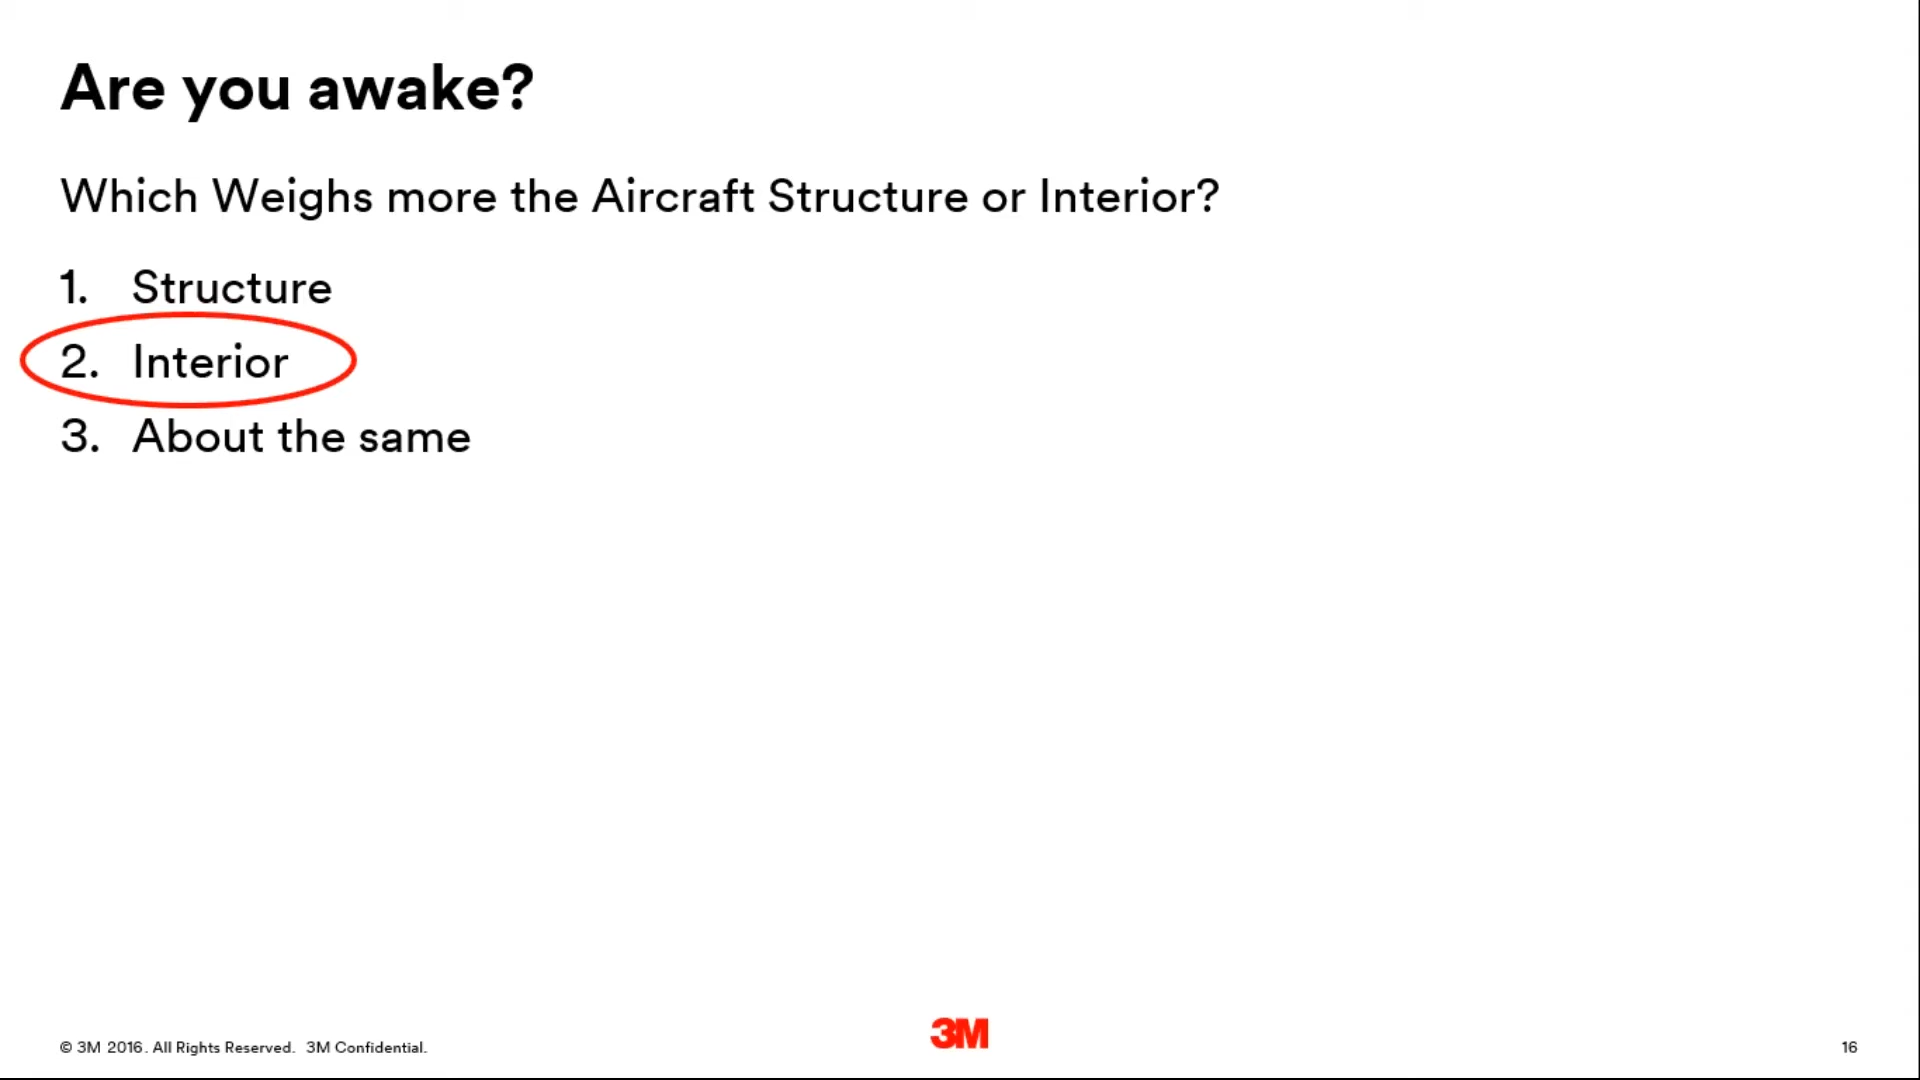 Are you awake?
Which Weighs more the Aircraft Structure or Interior?
1. Structure
2. Interior
3. About the same
© 3M 2016. All Rights Reserved. 3M Confidential.
3M
16